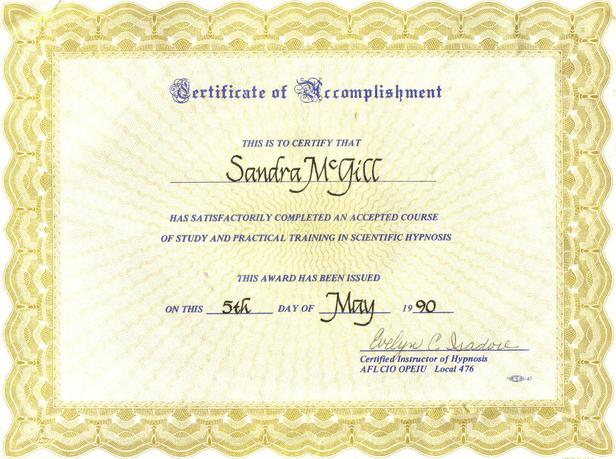 Certificate of Accomplishment
THIS IS TO CERTIFY THAT
Sandra McGill
HAS SATISFACTORILY COMPLETED AN ACCEPTED COURSE
OF STUDY AND PRACTICAL TRAINING IN SCIENTIFIC HYPNOSIS
THIS AWARD HAS BEEN ISSUED
ON THIS 5th DAY OF May 19 90
Evelyn C. Isadore
Certified Instructor of Hypnosis
AFLCIO OPEIU Local 476